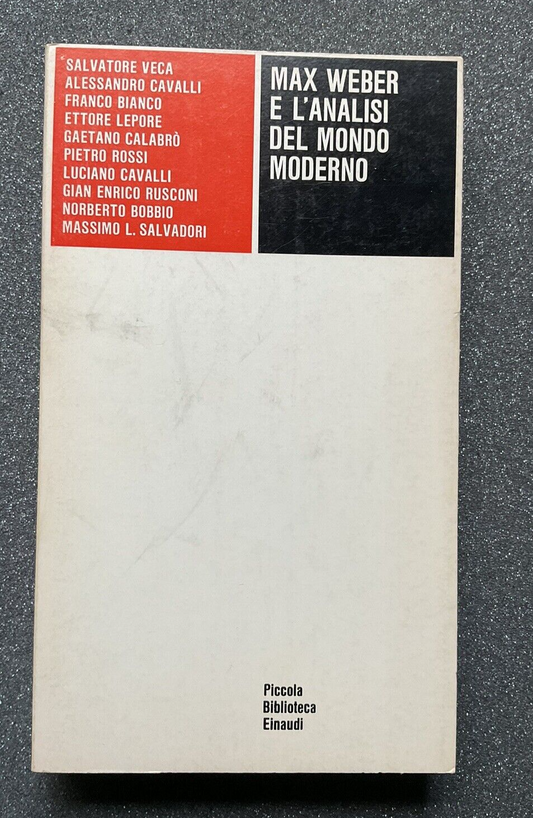 SALVATORE VECA
ALESSANDRO CAVALLI
FRANCO BIANCO
ETTORE LEPORE
GAETANO CALABRÒ
PIETRO ROSSI
LUCIANO CAVALLI
GIAN ENRICO RUSCONI
NORBERTO BOBBIO
MASSIMO L. SALVADORI
MAX WEBER
E L'ANALISI
DEL MONDO
MODERNO
Piccola
Biblioteca
Einaudi